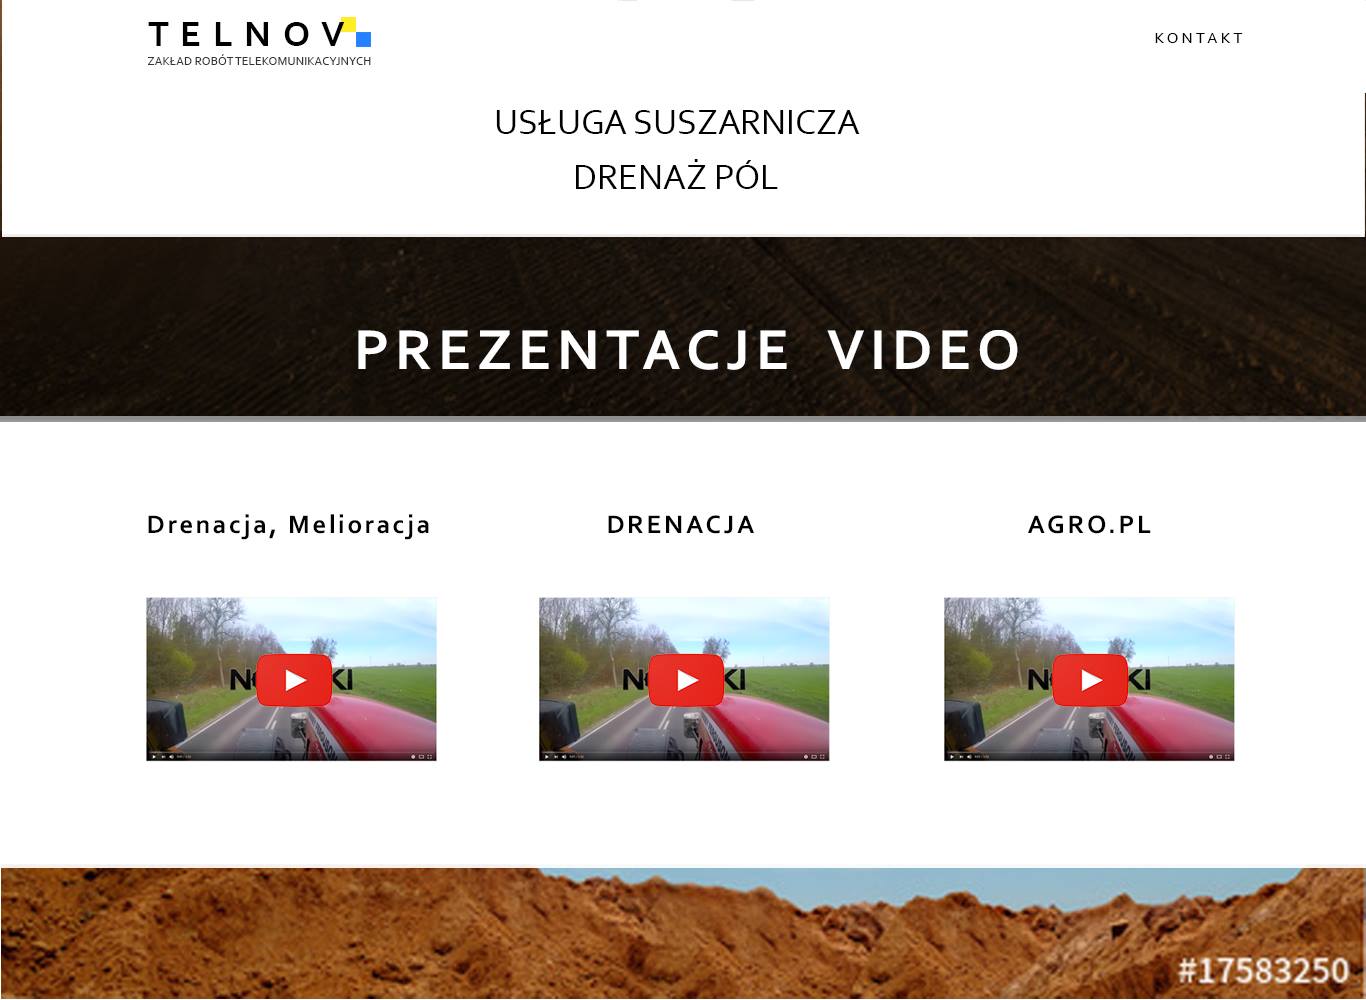 TELNOV
ZAKŁAD ROBÓT TELEKOMUNIKACYJNYCH
KONTAKT
USŁUGA SUSZARNICZA
DRENAŻ PÓL
PREZENTACJE VIDEO
Drenacja, Melioracja
DRENACJA
AGRO.PL
#17583250